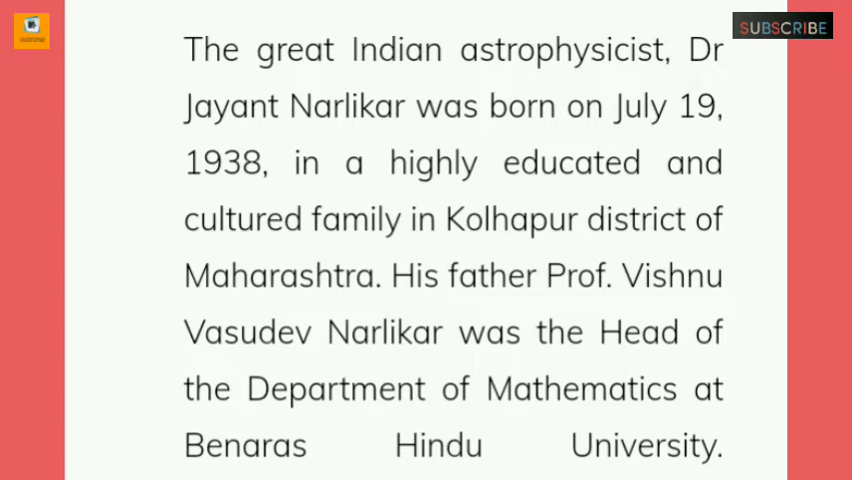 SUBSCRIBE
The great Indian astrophysicist, Dr
Jayant Narlikar was born on July 19,
1938, in a highly educated and
cultured family in Kolhapur district of
Maharashtra. His father Prof. Vishnu
Vasudev Narlikar was the Head of
the Department of Mathematics at
Benaras Hindu University.